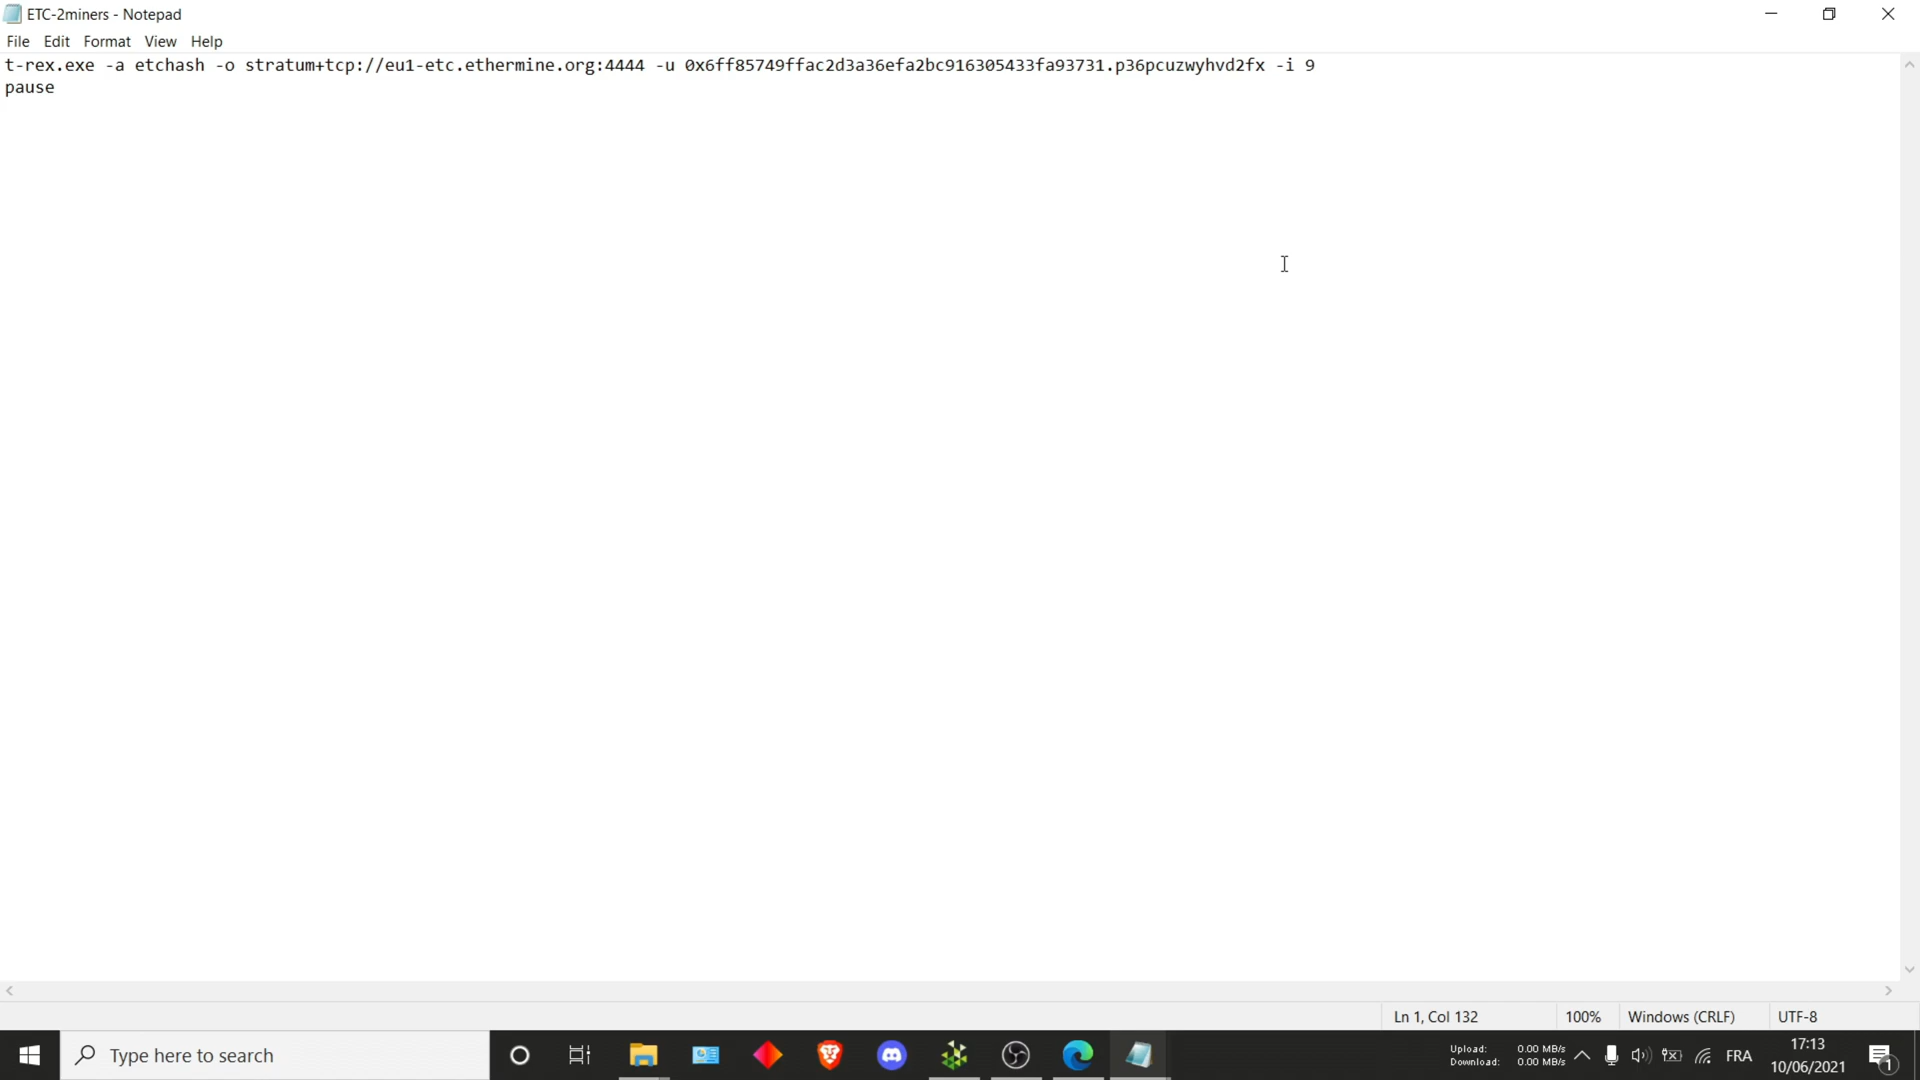 ETC-2miners - Notepad
File Edit Format View Help
t-rex.exe -a etchash -o stratum+tcp://eu1-etc.ethermine.org:4444 -u 0x6ff85749ffac2d3a36efa2bc916305433fa93731.p36pcuzwyhvd2fx -i 9
pause
Ln 1, Col 132 100% Windows (CRLF) UTF-8
Type here to search
Upload: 0.00 MB/s
Download: 0.00 MB/s
FRA
17:13
10/06/2021
1